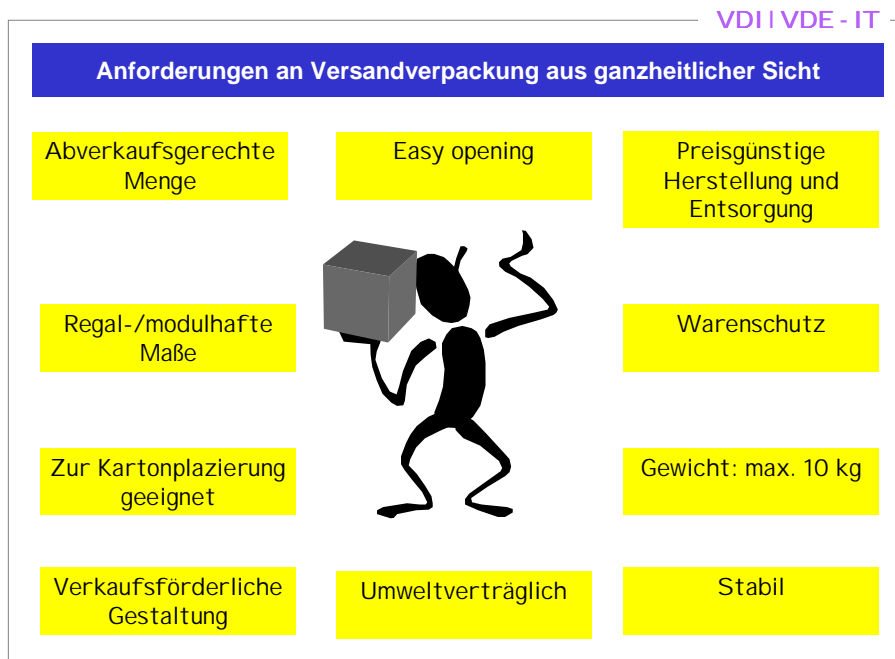 VDI | VDE - IT
Anforderungen an Versandverpackung aus ganzheitlicher Sicht
Abverkaufsgerechte
Menge
Easy opening
Preisgünstige
Herstellung und
Entsorgung
Regal-/modulhafte
Maße
Warenschutz
Zur Kartonplazierung
geeignet
Gewicht: max. 10 kg
Verkaufsförderliche
Gestaltung
Umweltverträglich
Stabil